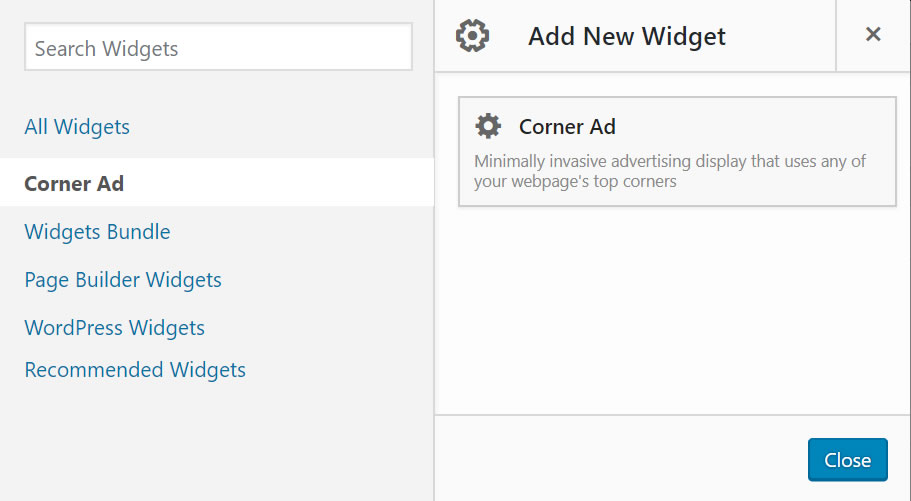 Search Widgets
All Widgets
Corner Ad
Widgets Bundle
Page Builder Widgets
WordPress Widgets
Recommended Widgets
Add New Widget
×
Corner Ad
Minimally invasive advertising display that uses any of
your webpage's top corners
Close